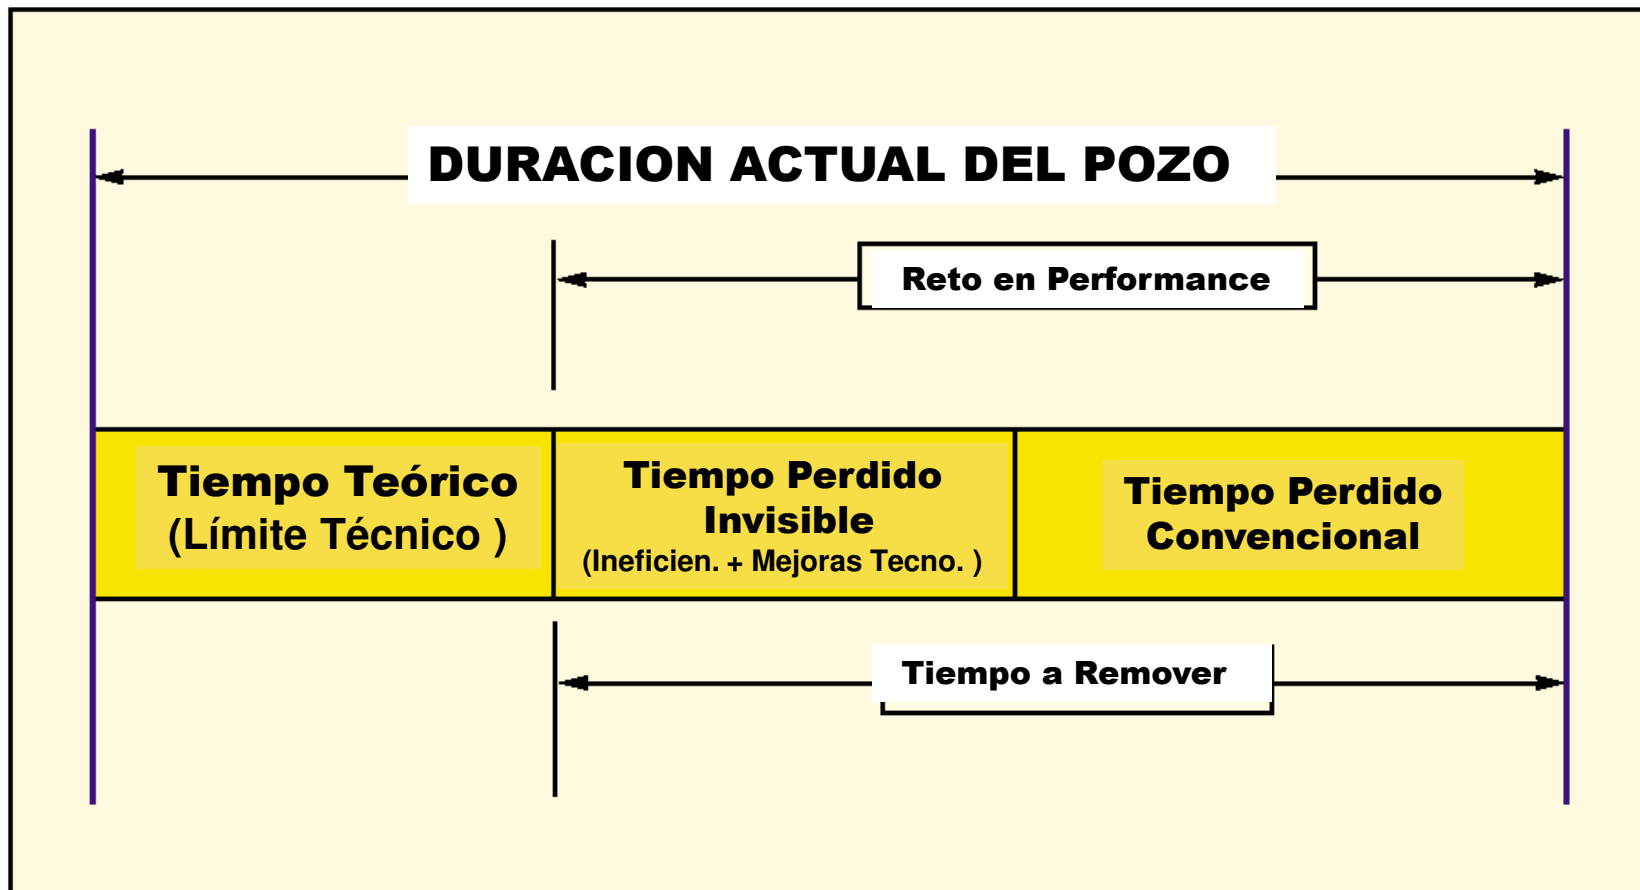 DURACION ACTUAL DEL POZO
Reto en Performance
Tiempo Teórico
(Límite Técnico )
Tiempo Perdido
Invisible
(Ineficien. + Mejoras Tecno. )
Tiempo Perdido
Convencional
Tiempo a Remover